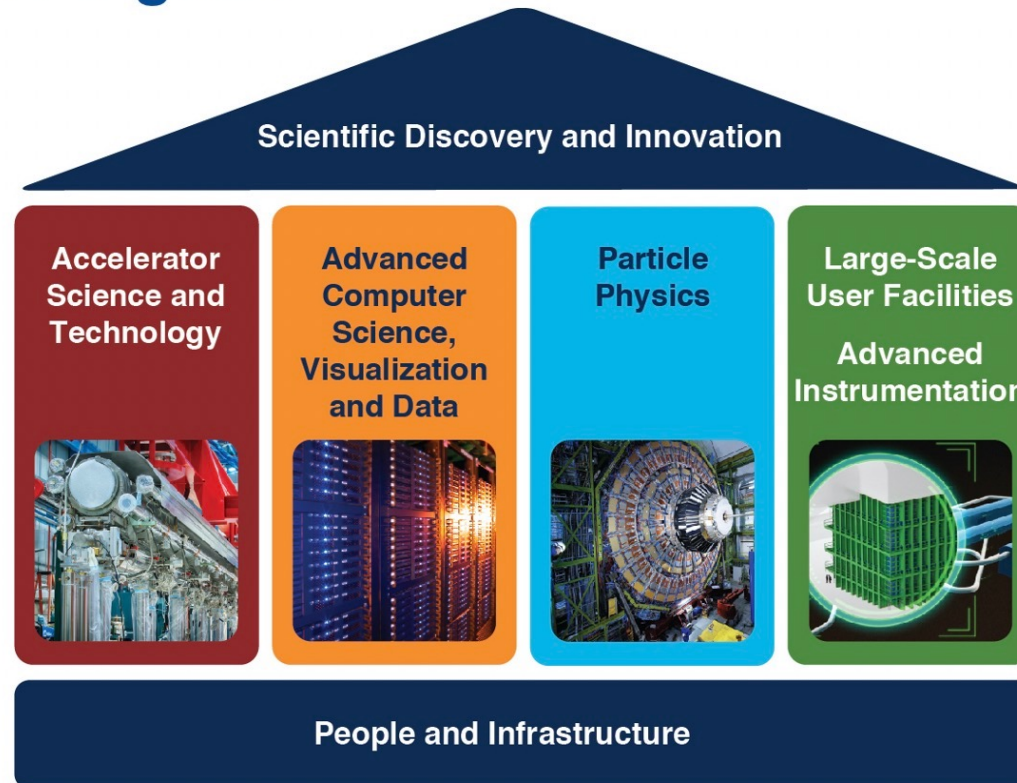 Scientific Discovery and Innovation
Accelerator
Science and
Technology
Advanced
Computer
Science,
Visualization
and Data
Particle
Physics
Large-Scale
User Facilities
Advanced
Instrumentation
People and Infrastructure